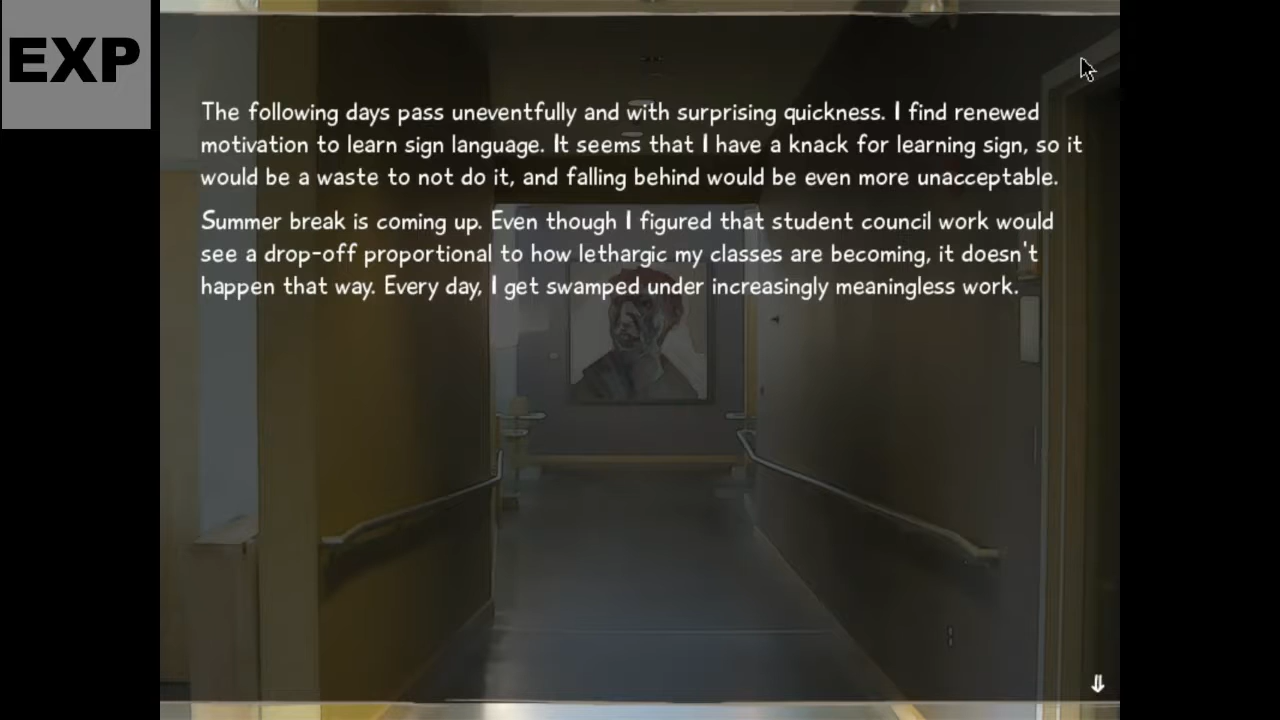 EXP
The following days pass uneventfully and with surprising quickness. I find renewed
motivation to learn sign language. It seems that I have a knack for learning sign, so it
would be a waste to not do it, and falling behind would be even more unacceptable.
Summer break is coming up. Even though I figured that student council work would
see a drop-off proportional to how lethargic my classes are becoming, it doesn't
happen that way. Every day, I get swamped under increasingly meaningless work.